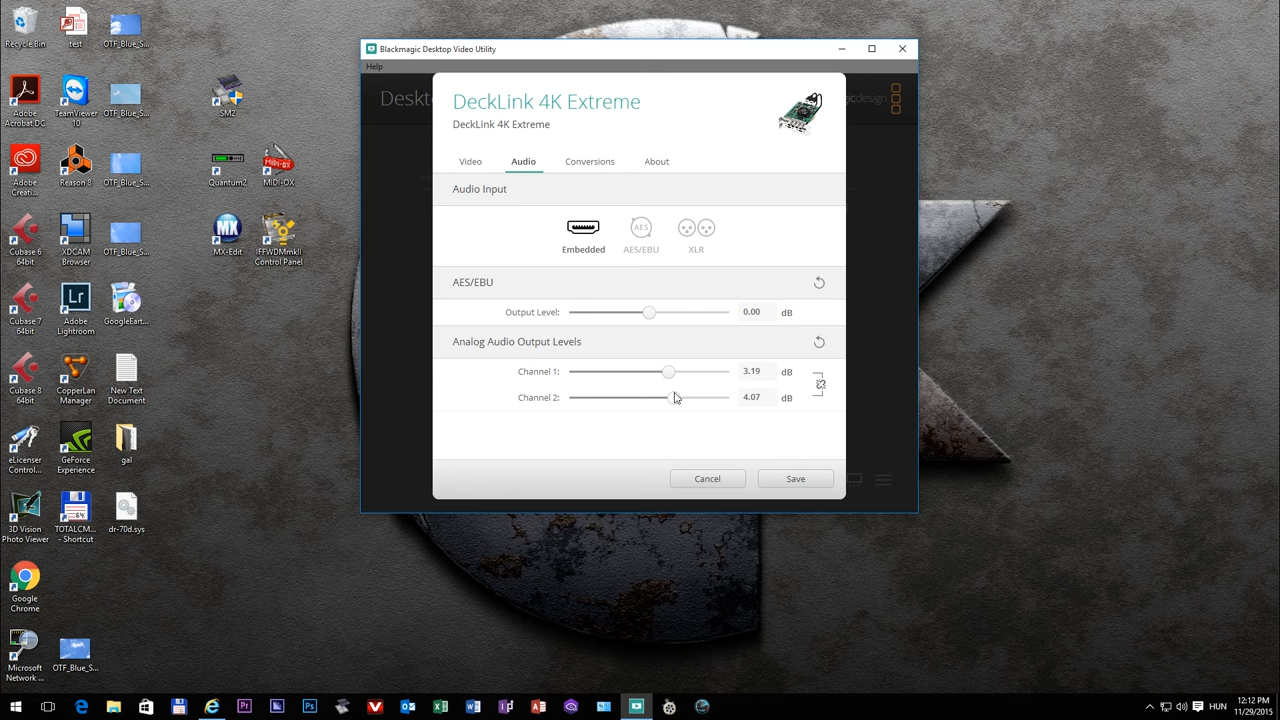 Blackmagic Desktop Video Utility
Help
DeckLink 4K Extreme
DeckLink 4K Extreme
Video
Audio
Conversions
About
Audio Input
AES
Embedded
AES/EBU
XLR
AES/EBU
Output Level:
0.00
dB
Analog Audio Output Levels
Channel 1:
3.19
dB
Channel 2:
4.07
dB
Cancel
Save
Deskto
design
Recycle Bin
test
OTF_Blue_S...
Adobe
Acrobat DC
TeamViewer
10
OTF_Blue_S...
SM2
Adobe
Creati...
Reason 8
OTF_Blue_S...
Quantum2
MIDI-OX
Cubase 6
64bit
XDCAM
Browser
OTF_Blue_S...
MX-Edit
!FFWDMmkII
Control Panel
Cubase 7
64bit
Adobe
Lightroom
GoogleEart...
Cubase 8
64bit
CopperLan
Manager
New Text
Document
eLicenser
Control...
GeForce
Experience
gal
3D Vision
Photo Viewer
TOTALCM...
- Shortcut
dr-70d.sys
Google
Chrome
Microsoft
Network ...
OTF_Blue_S...
HUN
12:12 PM
11/29/2015